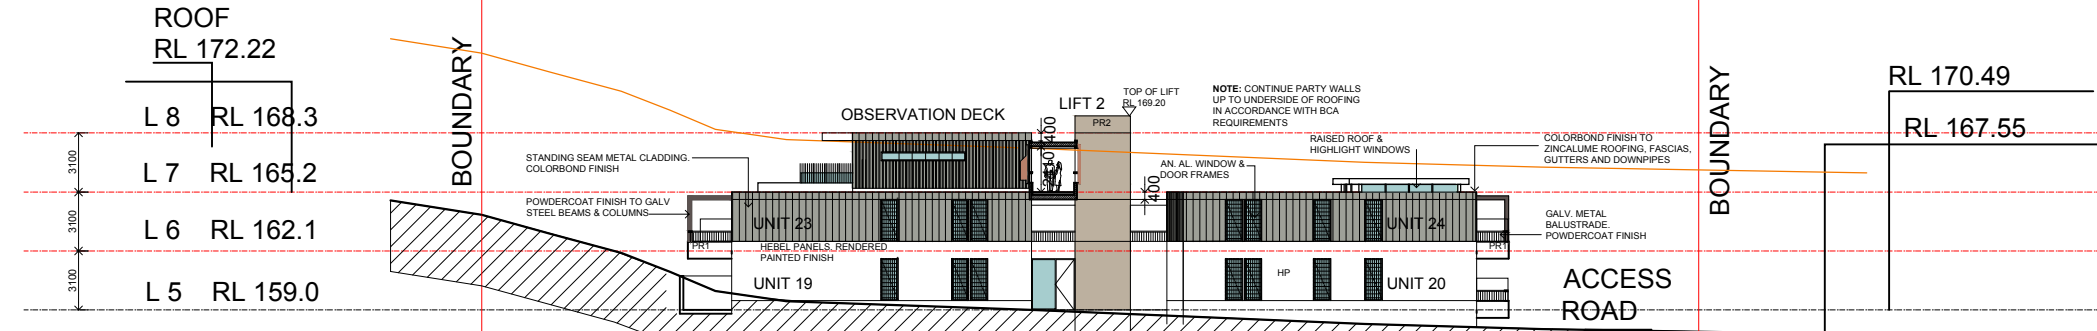 ROOF
RL 172.22
L 8 RL 168.3
L 7 RL 165.2
L 6 RL 162.1
L 5 RL 159.0
3100
3100
3100
BOUNDARY
STANDING SEAM METAL CLADDING.
COLORBOND FINISH
POWDERCOAT FINISH TO GALV
STEEL BEAMS & COLUMNS
OBSERVATION DECK
LIFT 2
TOP OF LIFT
RL 169.20
PR2
400
400
NOTE: CONTINUE PARTY WALLS
UP TO UNDERSIDE OF ROOFING
IN ACCORDANCE WITH BCA
REQUIREMENTS
AN. AL. WINDOW &
DOOR FRAMES
RAISED ROOF &
HIGHLIGHT WINDOWS
COLORBOND FINISH TO
ZINCALUME ROOFING, FASCIAS,
GUTTERS AND DOWNPIPES
GALV. METAL
BALUSTRADE.
POWDERCOAT FINISH
UNIT 23
UNIT 24
PR1
PR1
HEBEL PANELS, RENDERED
PAINTED FINISH
UNIT 19
HP
UNIT 20
ACCESS
ROAD
BOUNDARY
RL 170.49
RL 167.55